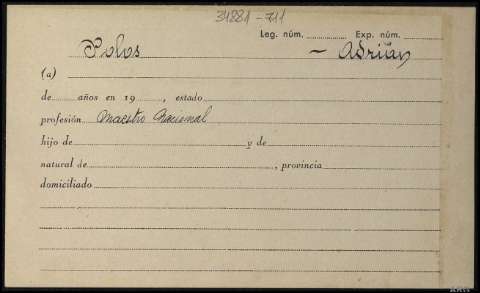 34881-711
Leg. núm. Exp. núm.
Polos - Adrián
(a)
de años en 19 , estado
profesión Maestro Nacional
hijo de y de
natural de , provincia
domiciliado